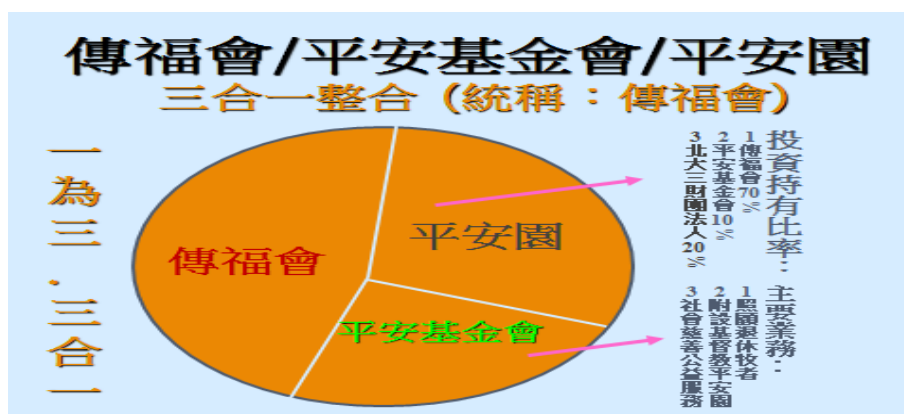 傳福會/平安基金會/平安園
三合一整合 (統稱：傳福會)
一為三．三合一
傳福會
平安園
平安基金會
投資持有比率：
1傳福會70%
2平安基金會10%
3北大三財團法人20%
主要業務：
1照顧退休牧者
2附設基督教平安園
3社會慈善公益服務